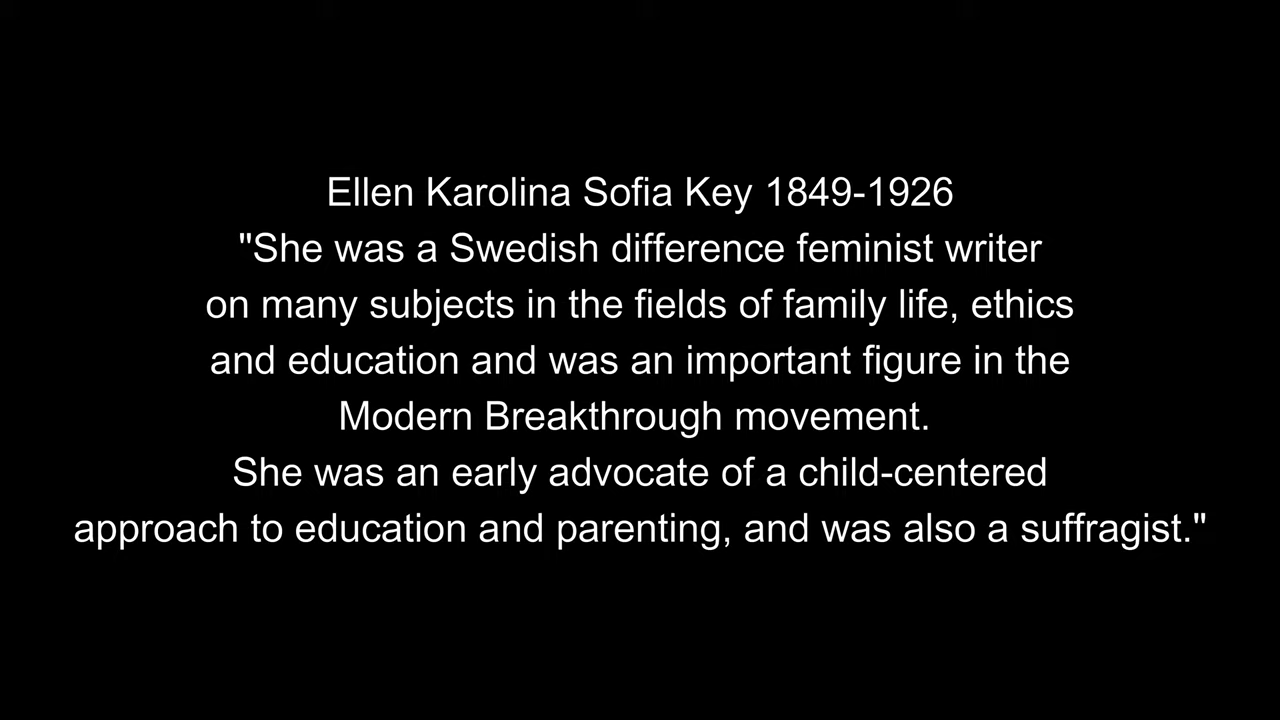 Ellen Karolina Sofia Key 1849-1926
"She was a Swedish difference feminist writer
on many subjects in the fields of family life, ethics
and education and was an important figure in the
Modern Breakthrough movement.
She was an early advocate of a child-centered
approach to education and parenting, and was also a suffragist."